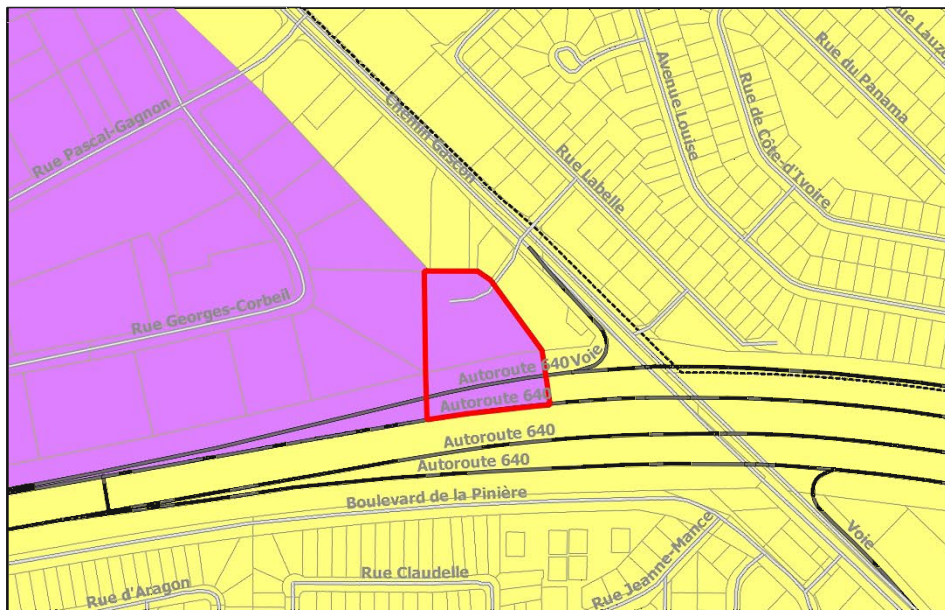 Rue Pascal-Gagnon
Chemin Gascon
Rue Labelle
Avenue Louise
Rue de Côte-d'Ivoire
Rue du Panama
Rue Lauzo
Rue Georges-Corbeil
Autoroute 640 Voie
Autoroute 640
Autoroute 640
Autoroute 640
Boulevard de la Pinière
Voie
Rue Jeanne-Mance
Rue Claudelle
Rue d'Aragon